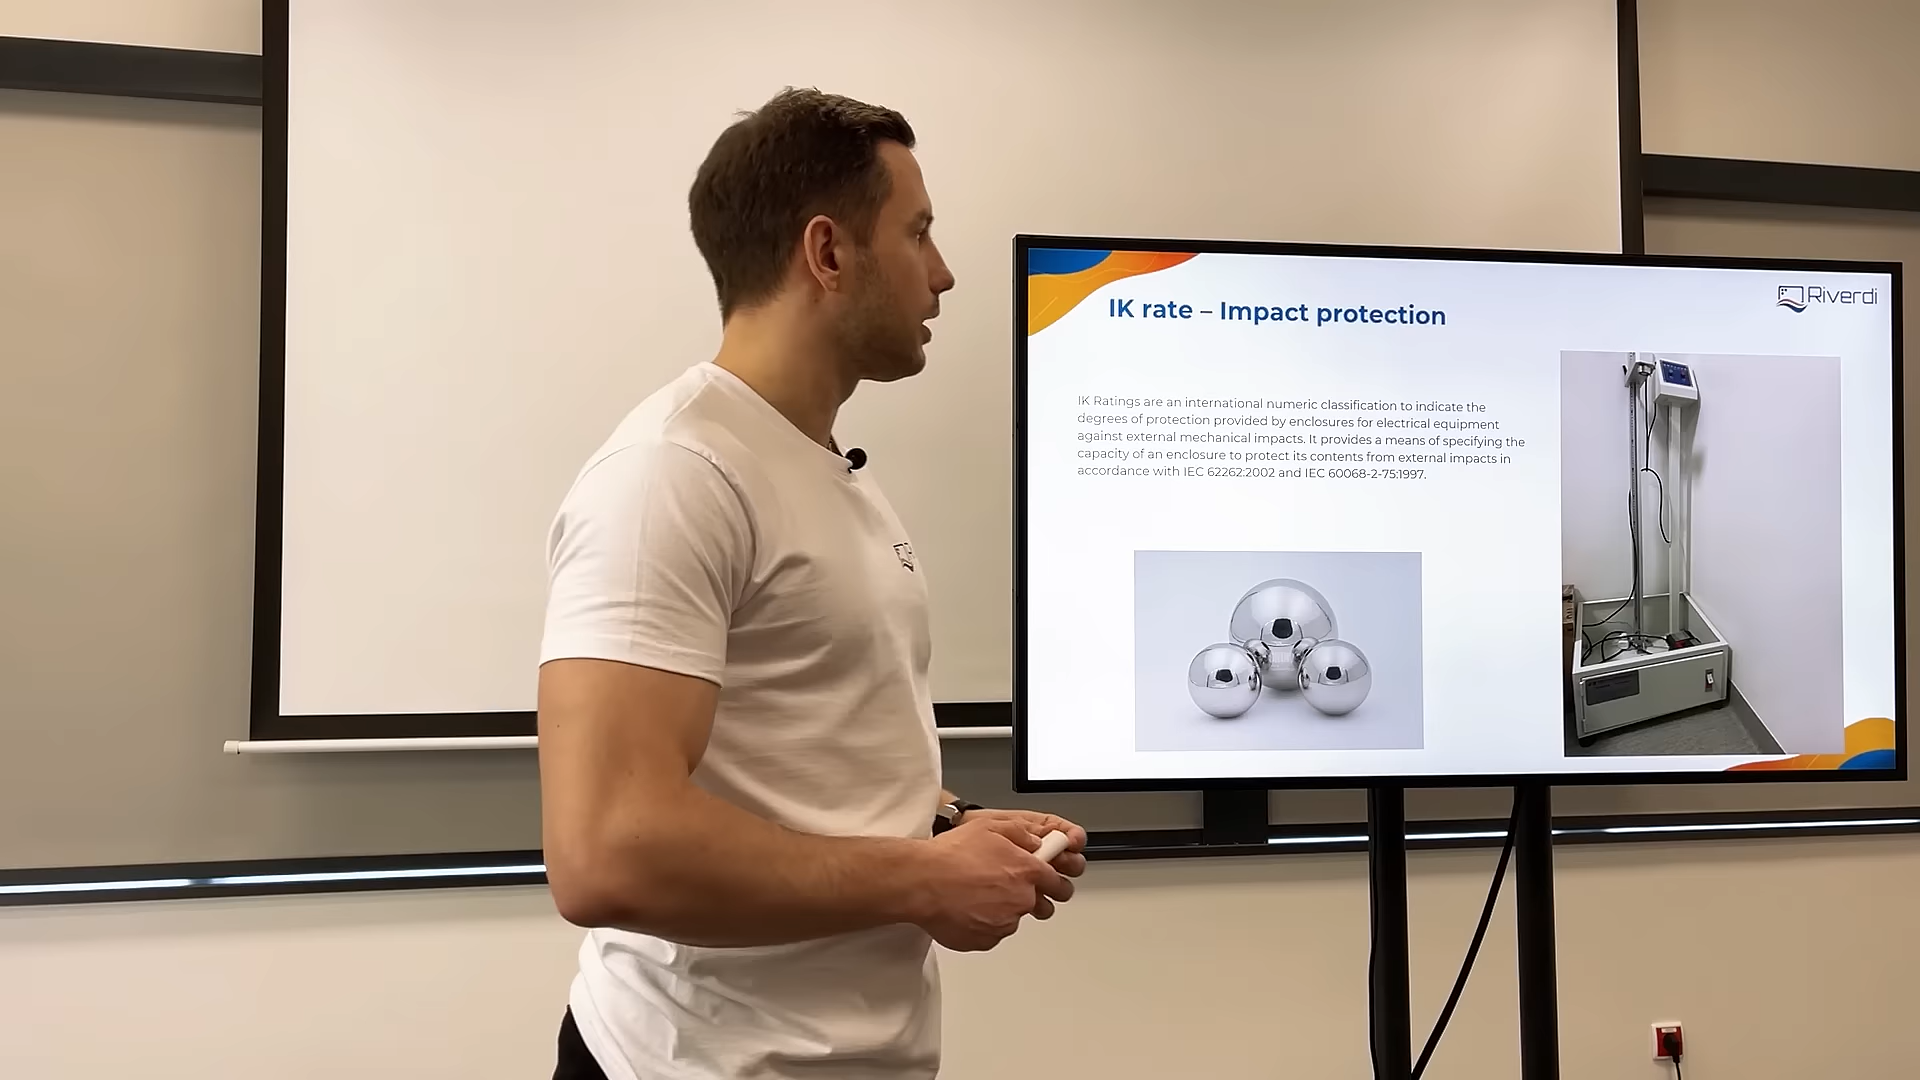 IK rate – Impact protection
Riverdi
IK Ratings are an international numeric classification to indicate the
degrees of protection provided by enclosures for electrical equipment
against external mechanical impacts. It provides a means of specifying the
capacity of an enclosure to protect its contents from external impacts in
accordance with IEC 62262:2002 and IEC 60068-2-75:1997.